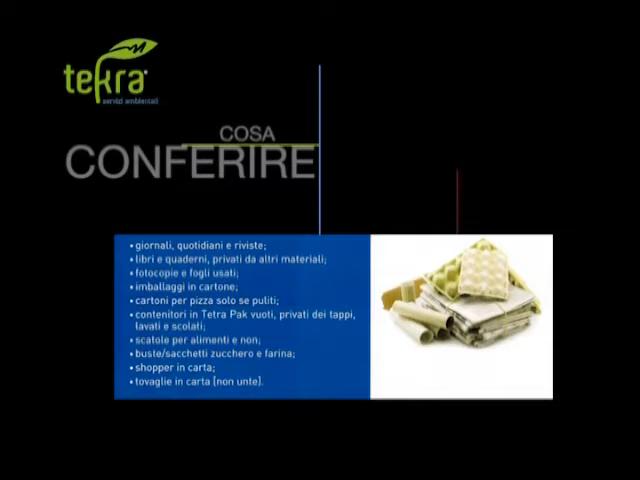 tekra
servizi ambientali
COSA
CONFERIRE
• giornali, quotidiani e riviste;
• libri e quaderni, privati da altri materiali;
• fotocopie e fogli usati;
• imballaggi in cartone;
• cartoni per pizza solo se puliti;
• contenitori in Tetra Pak vuoti, privati dei tappi,
lavati e scolati;
• scatole per alimenti e non;
• buste/sacchetti zucchero e farina;
• shopper in carta;
• tovaglie in carta [non unte].